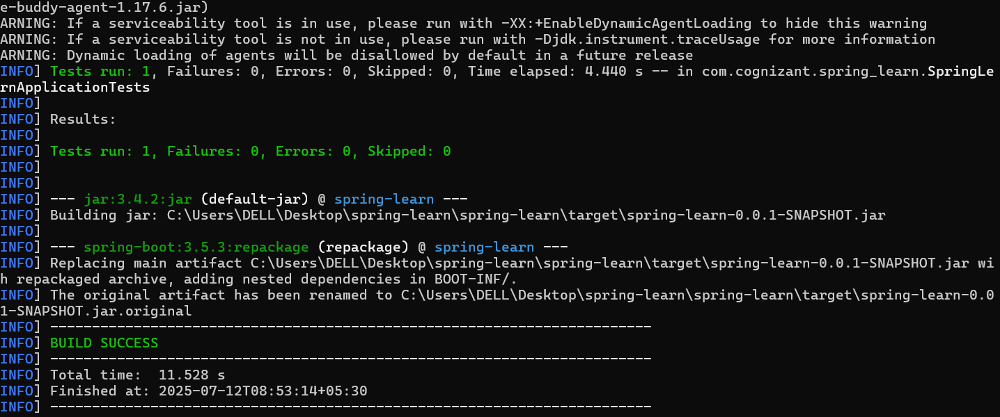 e-buddy-agent-1.17.6.jar)
ARNING: If a serviceability tool is in use, please run with -XX:+EnableDynamicAgentLoading to hide this warning
ARNING: If a serviceability tool is not in use, please run with -Djdk.instrument.traceUsage for more information
ARNING: Dynamic loading of agents will be disallowed by default in a future release
INFO] Tests run: 1, Failures: 0, Errors: 0, Skipped: 0, Time elapsed: 4.440 s -- in com.cognizant.spring_learn.SpringLe
rnApplicationTests
INFO]
INFO] Results:
INFO]
INFO] Tests run: 1, Failures: 0, Errors: 0, Skipped: 0
INFO]
INFO]
INFO] --- jar:3.4.2:jar (default-jar) @ spring-learn ---
INFO] Building jar: C:\Users\DELL\Desktop\spring-learn\spring-learn\target\spring-learn-0.0.1-SNAPSHOT.jar
INFO]
INFO] --- spring-boot:3.5.3:repackage (repackage) @ spring-learn ---
INFO] Replacing main artifact C:\Users\DELL\Desktop\spring-learn\spring-learn\target\spring-learn-0.0.1-SNAPSHOT.jar wi
h repackaged archive, adding nested dependencies in BOOT-INF/.
INFO] The original artifact has been renamed to C:\Users\DELL\Desktop\spring-learn\spring-learn\target\spring-learn-0.0
1-SNAPSHOT.jar.original
INFO] ------------------------------------------------------------------------
INFO] BUILD SUCCESS
INFO] ------------------------------------------------------------------------
INFO] Total time:  11.528 s
INFO] Finished at: 2025-07-12T08:53:14+05:30
INFO] ------------------------------------------------------------------------